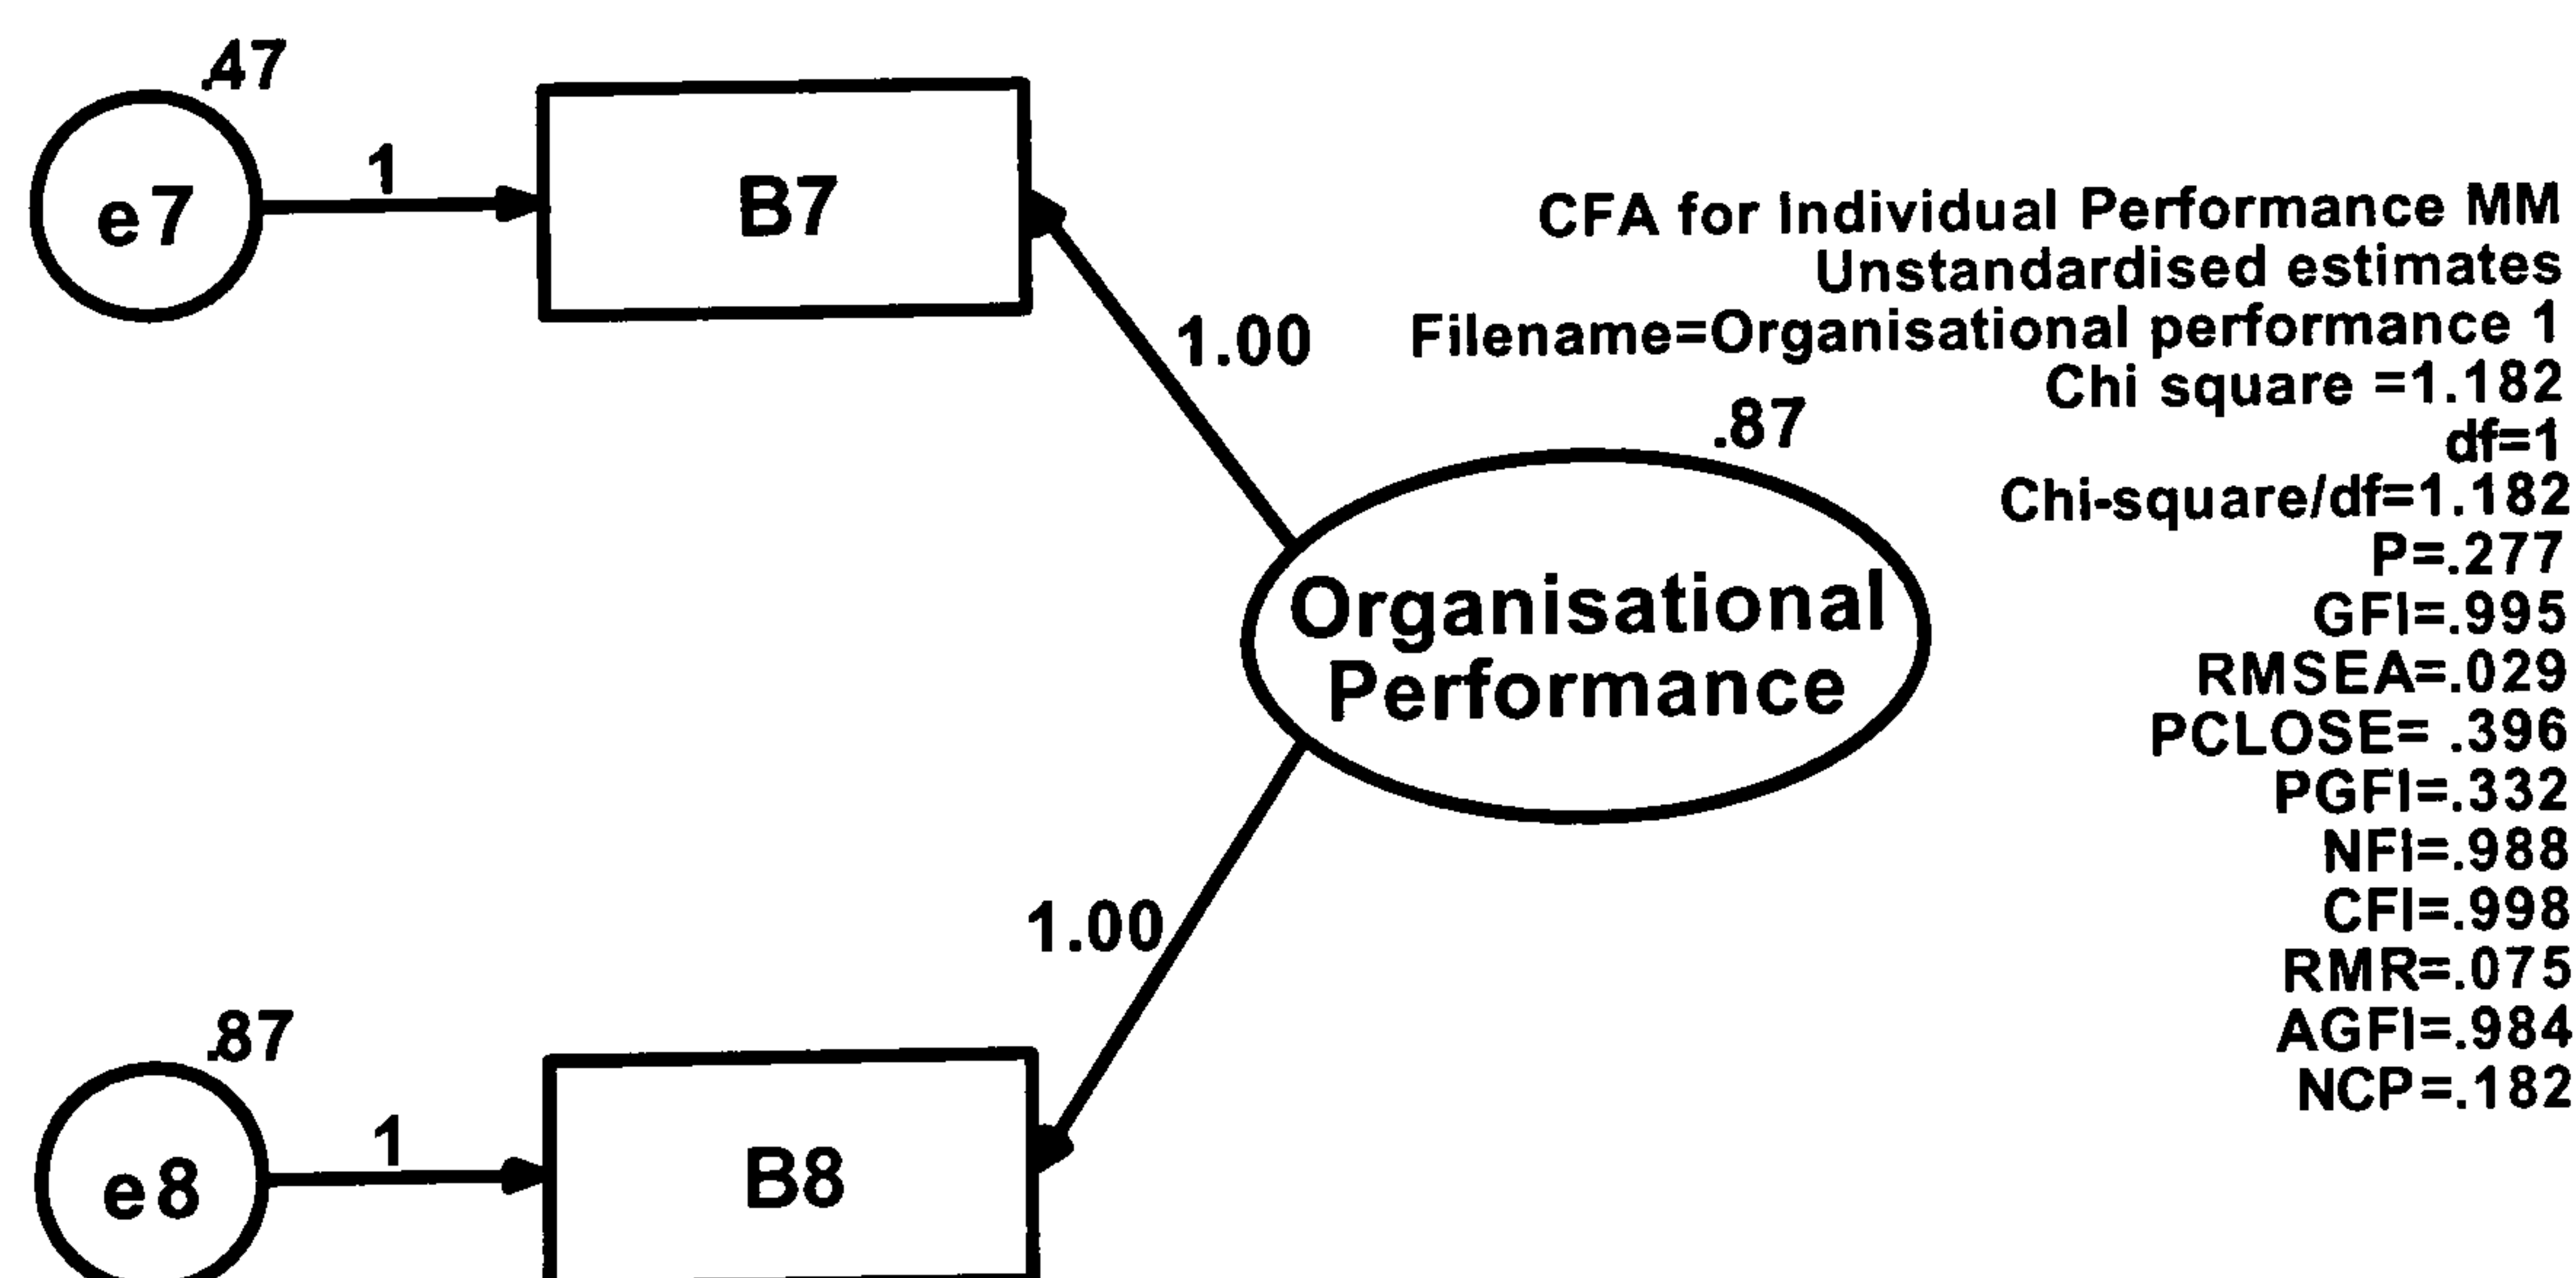 .47
e7
1
B7
1.00
CFA for Individual Performance MM
Unstandardised estimates
Filename=Organisational performance 1
Chi square =1.182
df=1
Chi-square/df=1.182
P=.277
GFI=.995
RMSEA=.029
PCLOSE= .396
PGFI=.332
NFI=.988
CFI=.998
RMR=.075
AGFI=.984
NCP=.182
.87
Organisational
Performance
1.00
.87
e8
1
B8